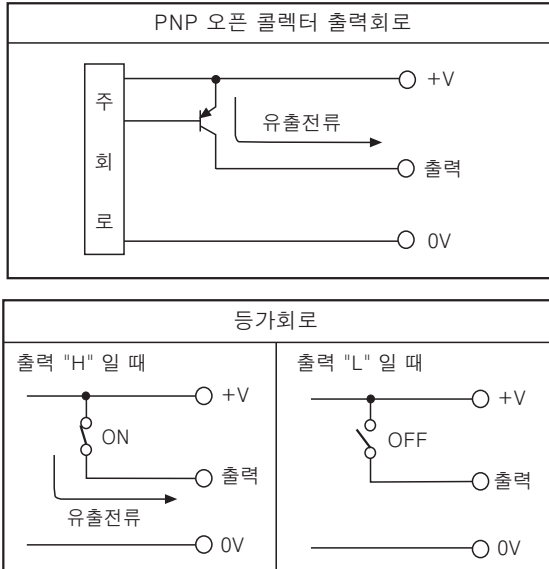 PNP 오픈 콜렉터 출력회로
+V
주
유출전류
회
출력
로
0V
등가회로
출력 "H" 일 때
+V
ON
출력
유출전류
0V
출력 "L" 일 때
+V
OFF
출력
0V